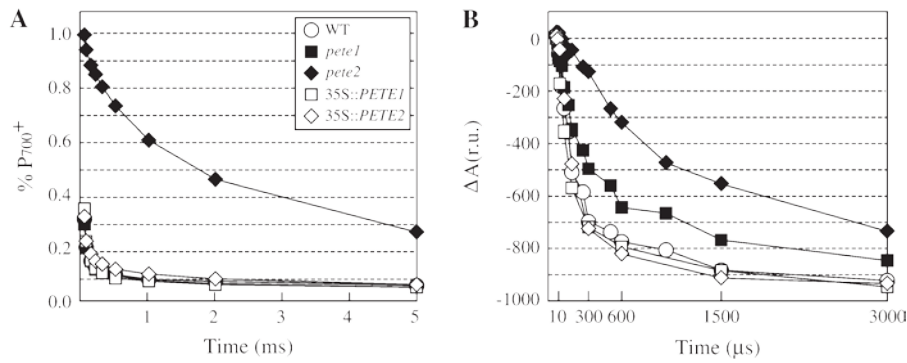 A
% P700+
1.0
0.8
0.6
0.4
0.2
0.0
1
2
3
4
5
Time (ms)
WT
pete1
pete2
35S::PETE1
35S::PETE2
B
ΔA(r.u.)
0
-200
-400
-600
-800
-1000
10
300
600
1500
3000
Time (μs)